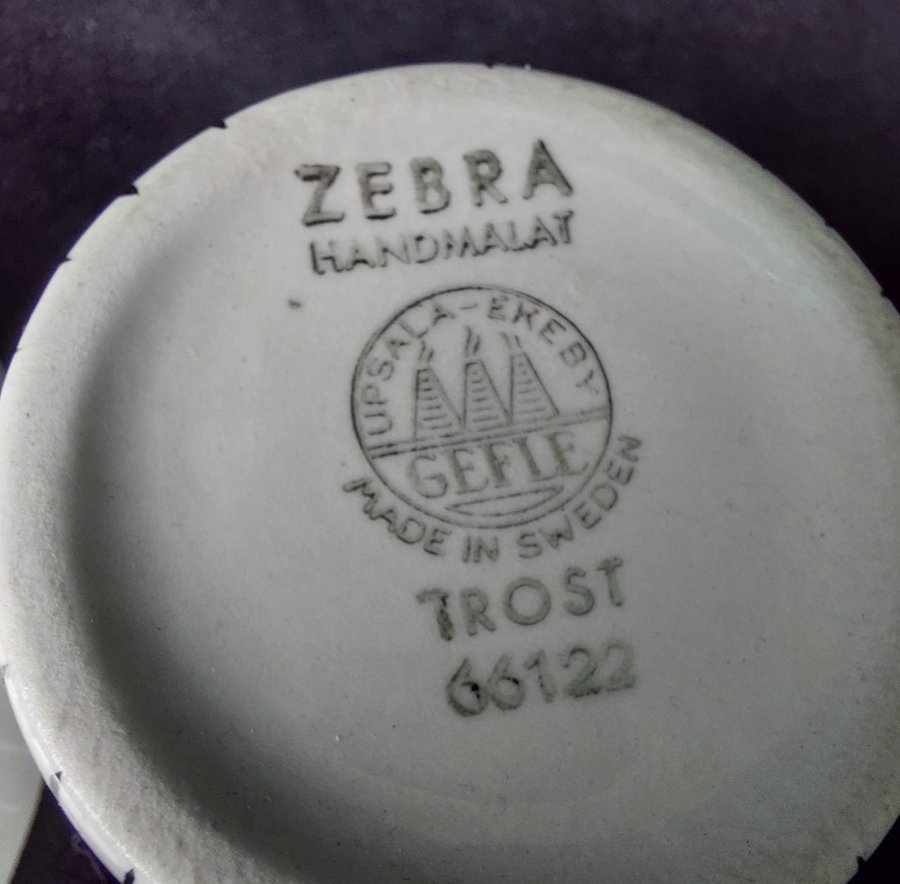 ZEBRA
HANDMALAT
UPSALA-EKEBY
GEFLE
MADE IN SWEDEN
TROST
66122